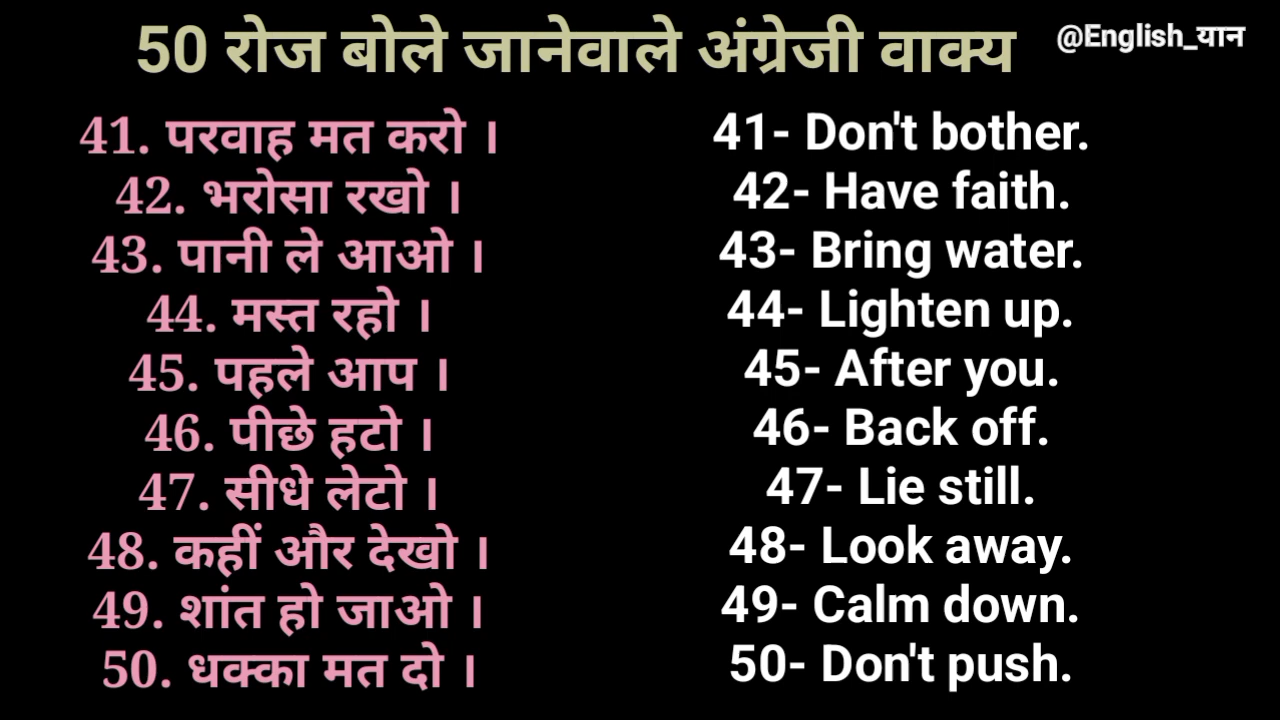 50 रोज बोले जानेवाले अंग्रेजी वाक्य
@English_यान
41. परवाह मत करो ।
42. भरोसा रखो ।
43. पानी ले आओ ।
44. मस्त रहो ।
45. पहले आप ।
46. पीछे हटो ।
47. सीधे लेटो ।
48. कहीं और देखो ।
49. शांत हो जाओ ।
50. धक्का मत दो ।
41- Don't bother.
42- Have faith.
43- Bring water.
44- Lighten up.
45- After you.
46- Back off.
47- Lie still.
48- Look away.
49- Calm down.
50- Don't push.